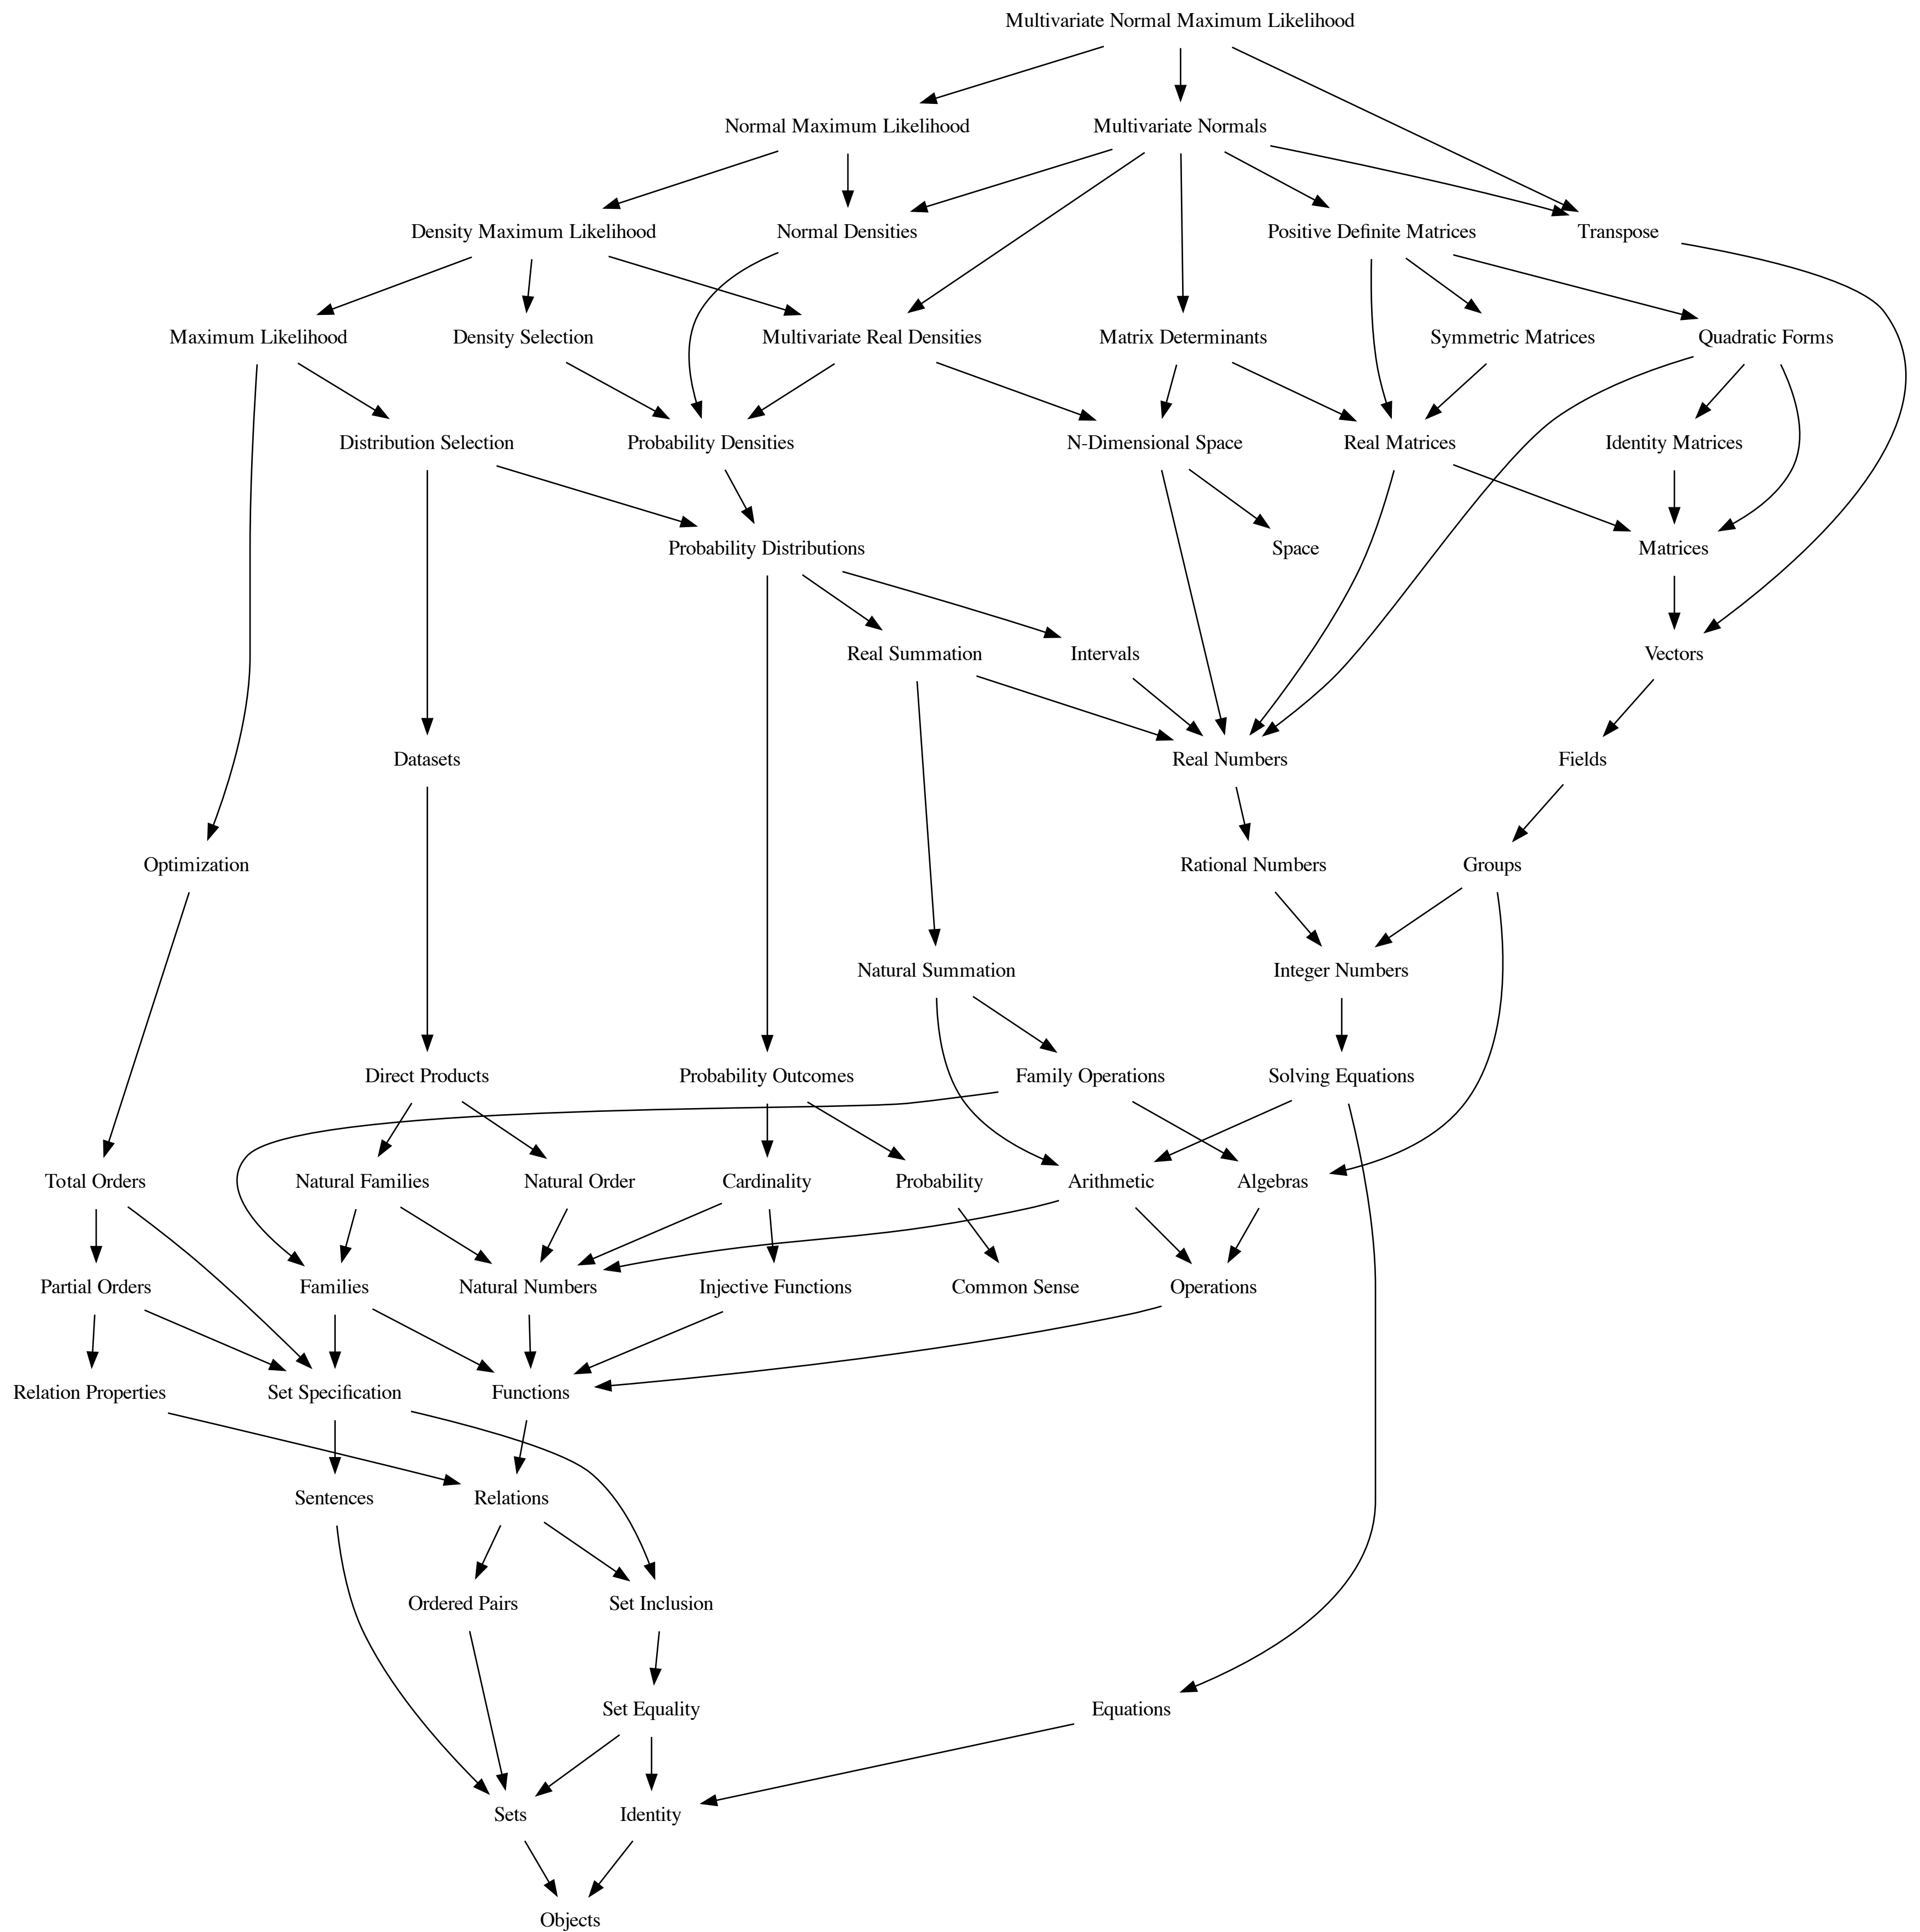 Multivariate Normal Maximum Likelihood
Normal Maximum Likelihood
Multivariate Normals
Density Maximum Likelihood
Normal Densities
Positive Definite Matrices
Transpose
Maximum Likelihood
Density Selection
Multivariate Real Densities
Matrix Determinants
Symmetric Matrices
Quadratic Forms
Distribution Selection
Probability Densities
N-Dimensional Space
Real Matrices
Identity Matrices
Probability Distributions
Space
Matrices
Real Summation
Intervals
Vectors
Datasets
Real Numbers
Fields
Optimization
Rational Numbers
Groups
Natural Summation
Integer Numbers
Direct Products
Probability Outcomes
Family Operations
Solving Equations
Total Orders
Natural Families
Natural Order
Cardinality
Probability
Arithmetic
Algebras
Partial Orders
Families
Natural Numbers
Injective Functions
Common Sense
Operations
Relation Properties
Set Specification
Functions
Sentences
Relations
Ordered Pairs
Set Inclusion
Set Equality
Equations
Sets
Identity
Objects